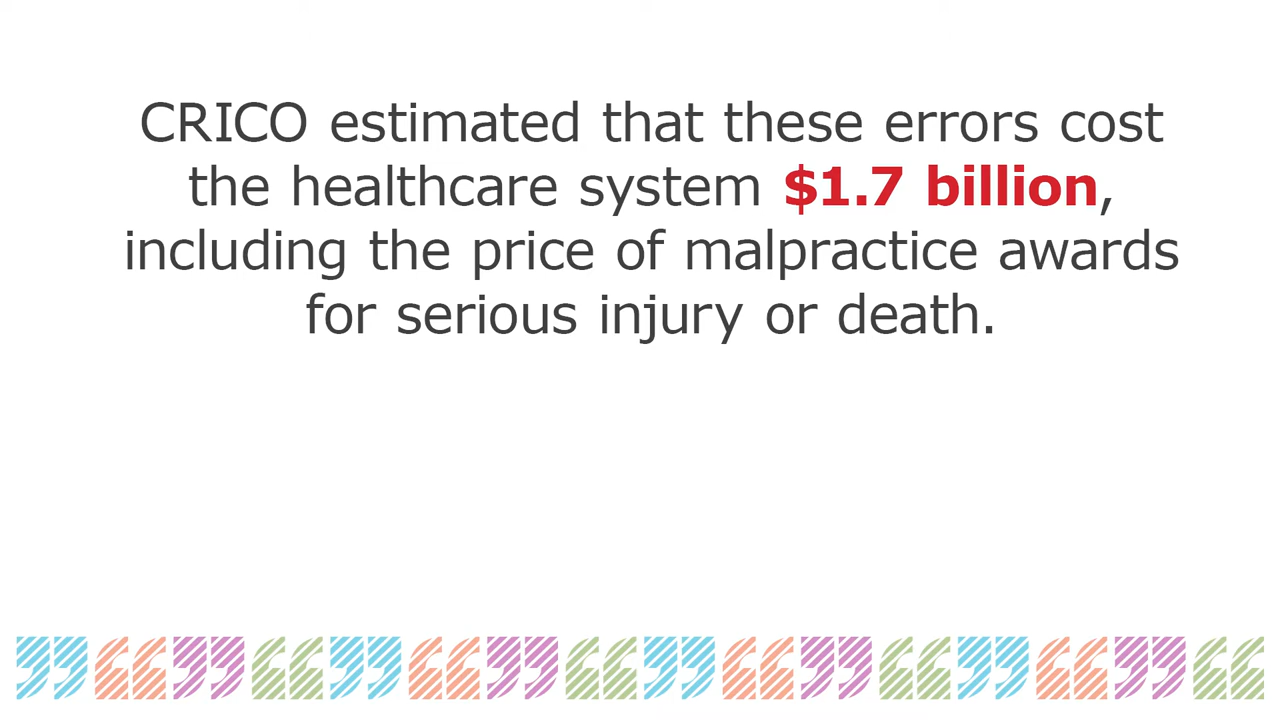 CRICO estimated that these errors cost
the healthcare system $1.7 billion,
including the price of malpractice awards
for serious injury or death.